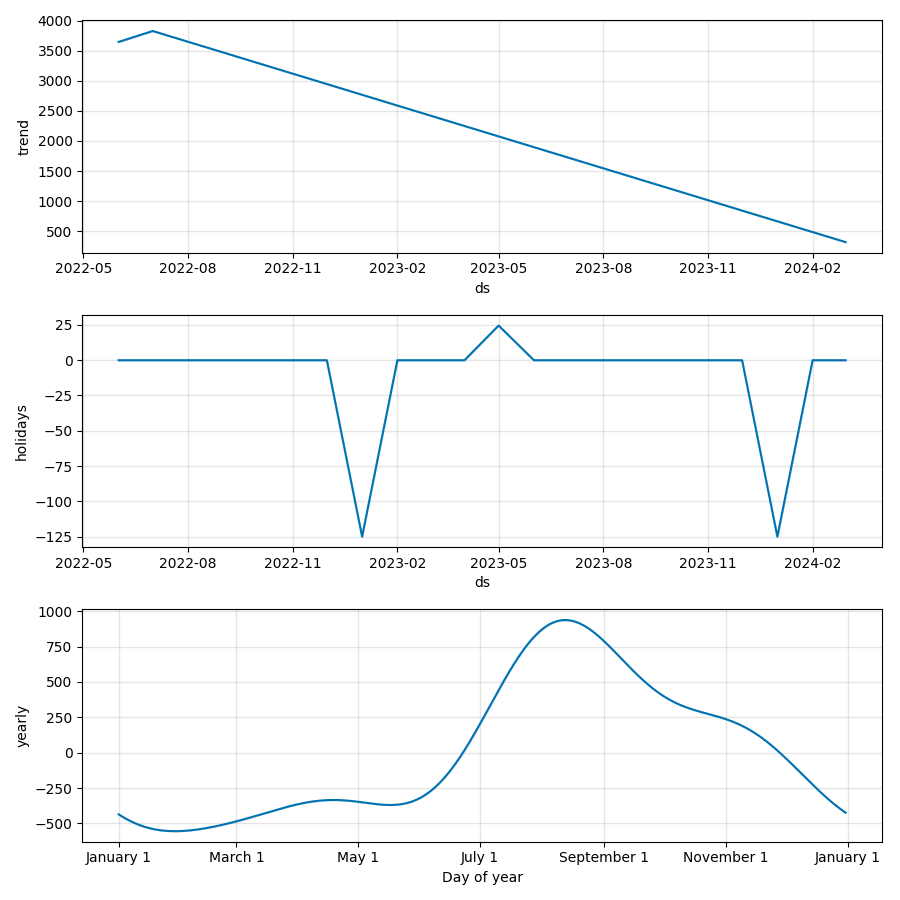 4000
3500
3000
2500
2000
1500
1000
500
trend
2022-05 2022-08 2022-11 2023-02 2023-05 2023-08 2023-11 2024-02
ds
25
0
−25
−50
−75
−100
−125
holidays
2022-05 2022-08 2022-11 2023-02 2023-05 2023-08 2023-11 2024-02
ds
1000
750
500
250
0
−250
−500
yearly
January 1 March 1 May 1 July 1 September 1 November 1 January 1
Day of year